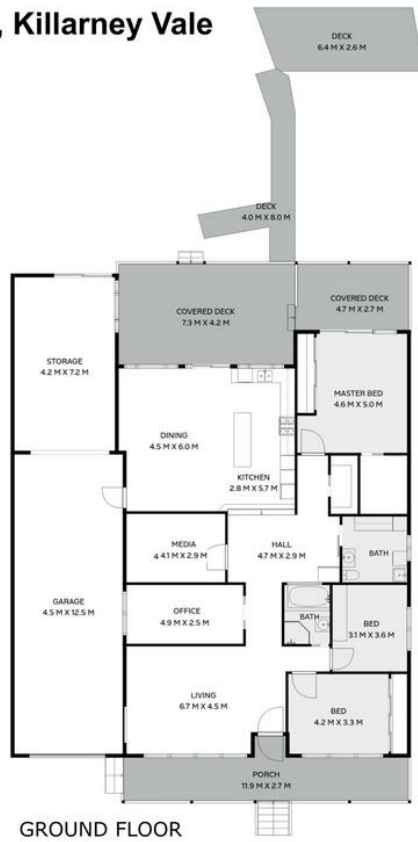 , Killarney Vale
DECK
6.4 M X 2.6 M
DECK
4.0 M X 8.0 M
COVERED DECK
7.3 M X 4.2 M
COVERED DECK
4.7 M X 2.7 M
STORAGE
4.2 M X 7.2 M
MASTER BED
4.6 M X 5.0 M
DINING
4.5 M X 6.0 M
KITCHEN
2.8 M X 5.7 M
MEDIA
4 4.1 M X 2.9 M
HALL
4.7 M X 2.9 M
BATH
GARAGE
4.5 M X 12.5 M
OFFICE
4.9 M X 2.5 M
BATH
BED
3.1 M X 3.6 M
LIVING
6.7 M X 4.5 M
BED
4.2 M X 3.3 M
PORCH
11.9 M X 2.7 M
GROUND FLOOR